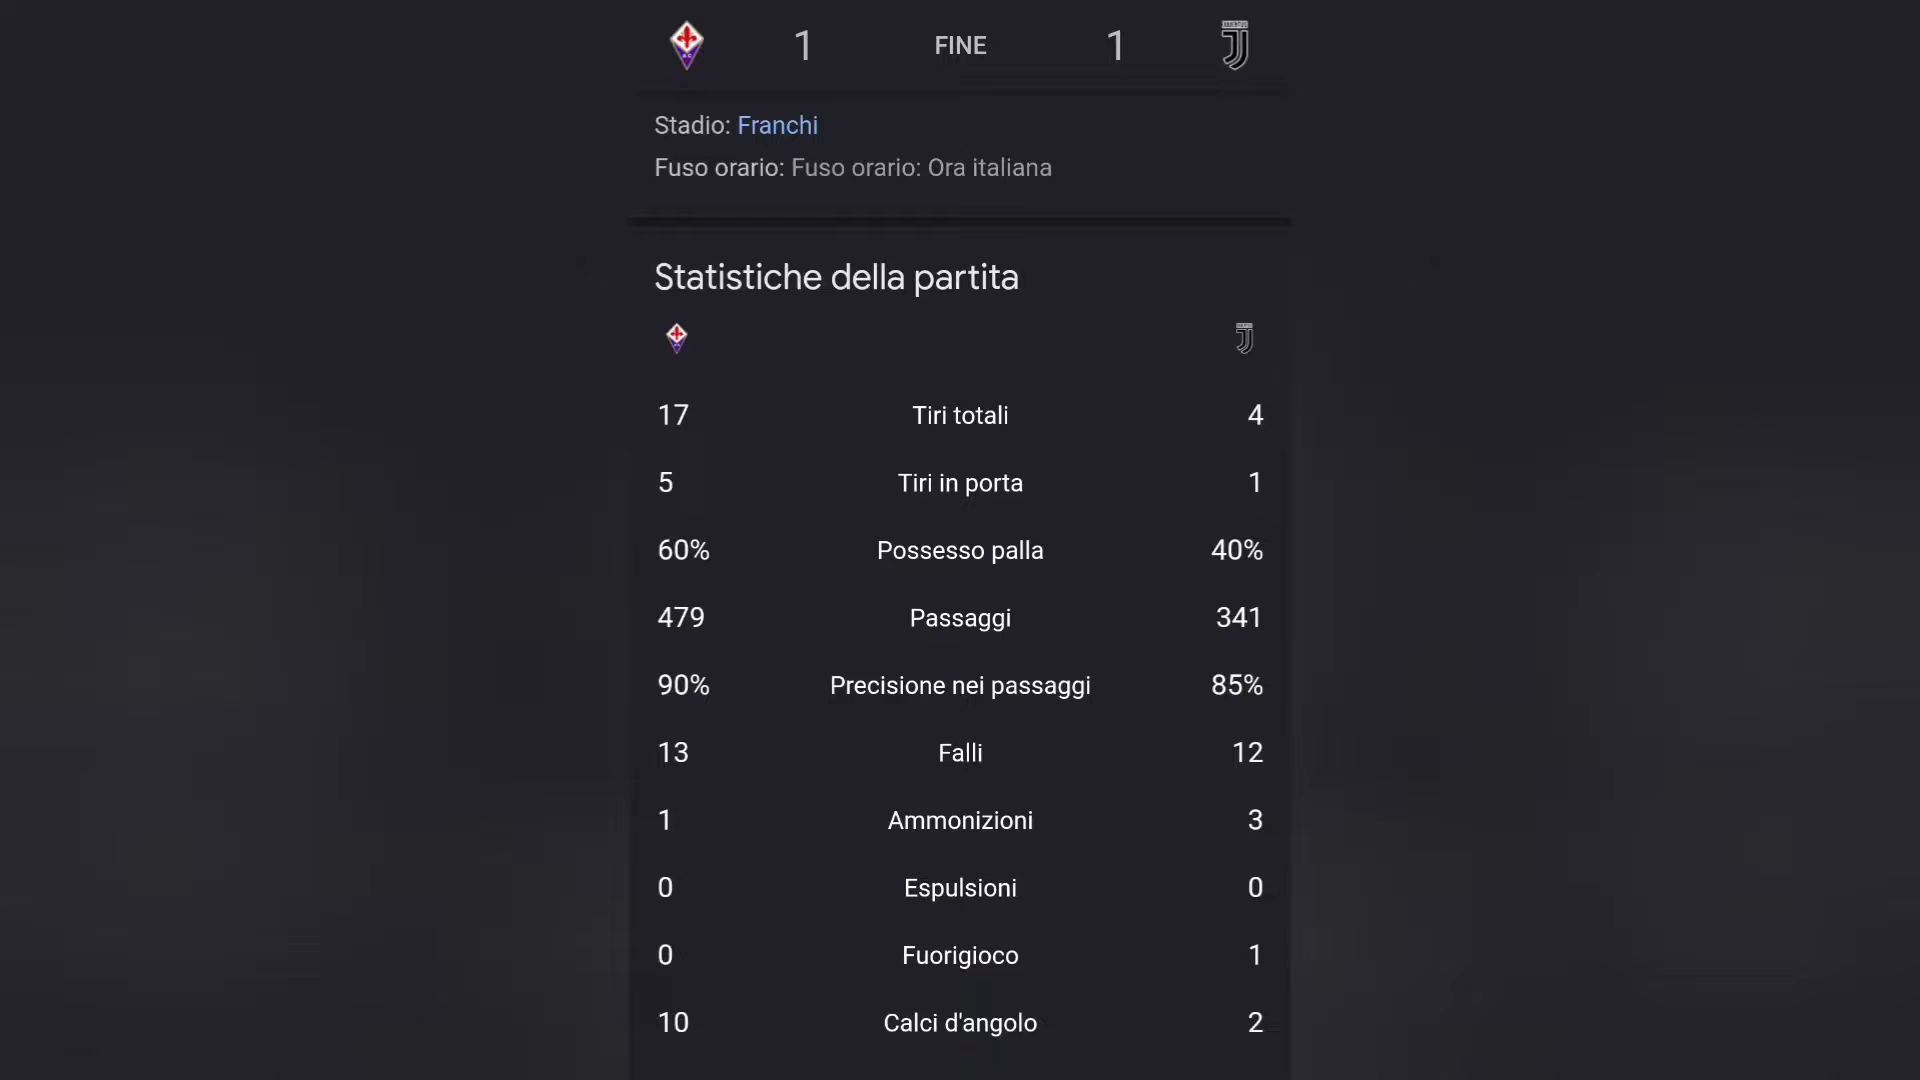 1 FINE 1
Stadio: Franchi
Fuso orario: Fuso orario: Ora italiana
Statistiche della partita
17 Tiri totali 4
5 Tiri in porta 1
60% Possesso palla 40%
479 Passaggi 341
90% Precisione nei passaggi 85%
13 Falli 12
1 Ammonizioni 3
0 Espulsioni 0
0 Fuorigioco 1
10 Calci d'angolo 2